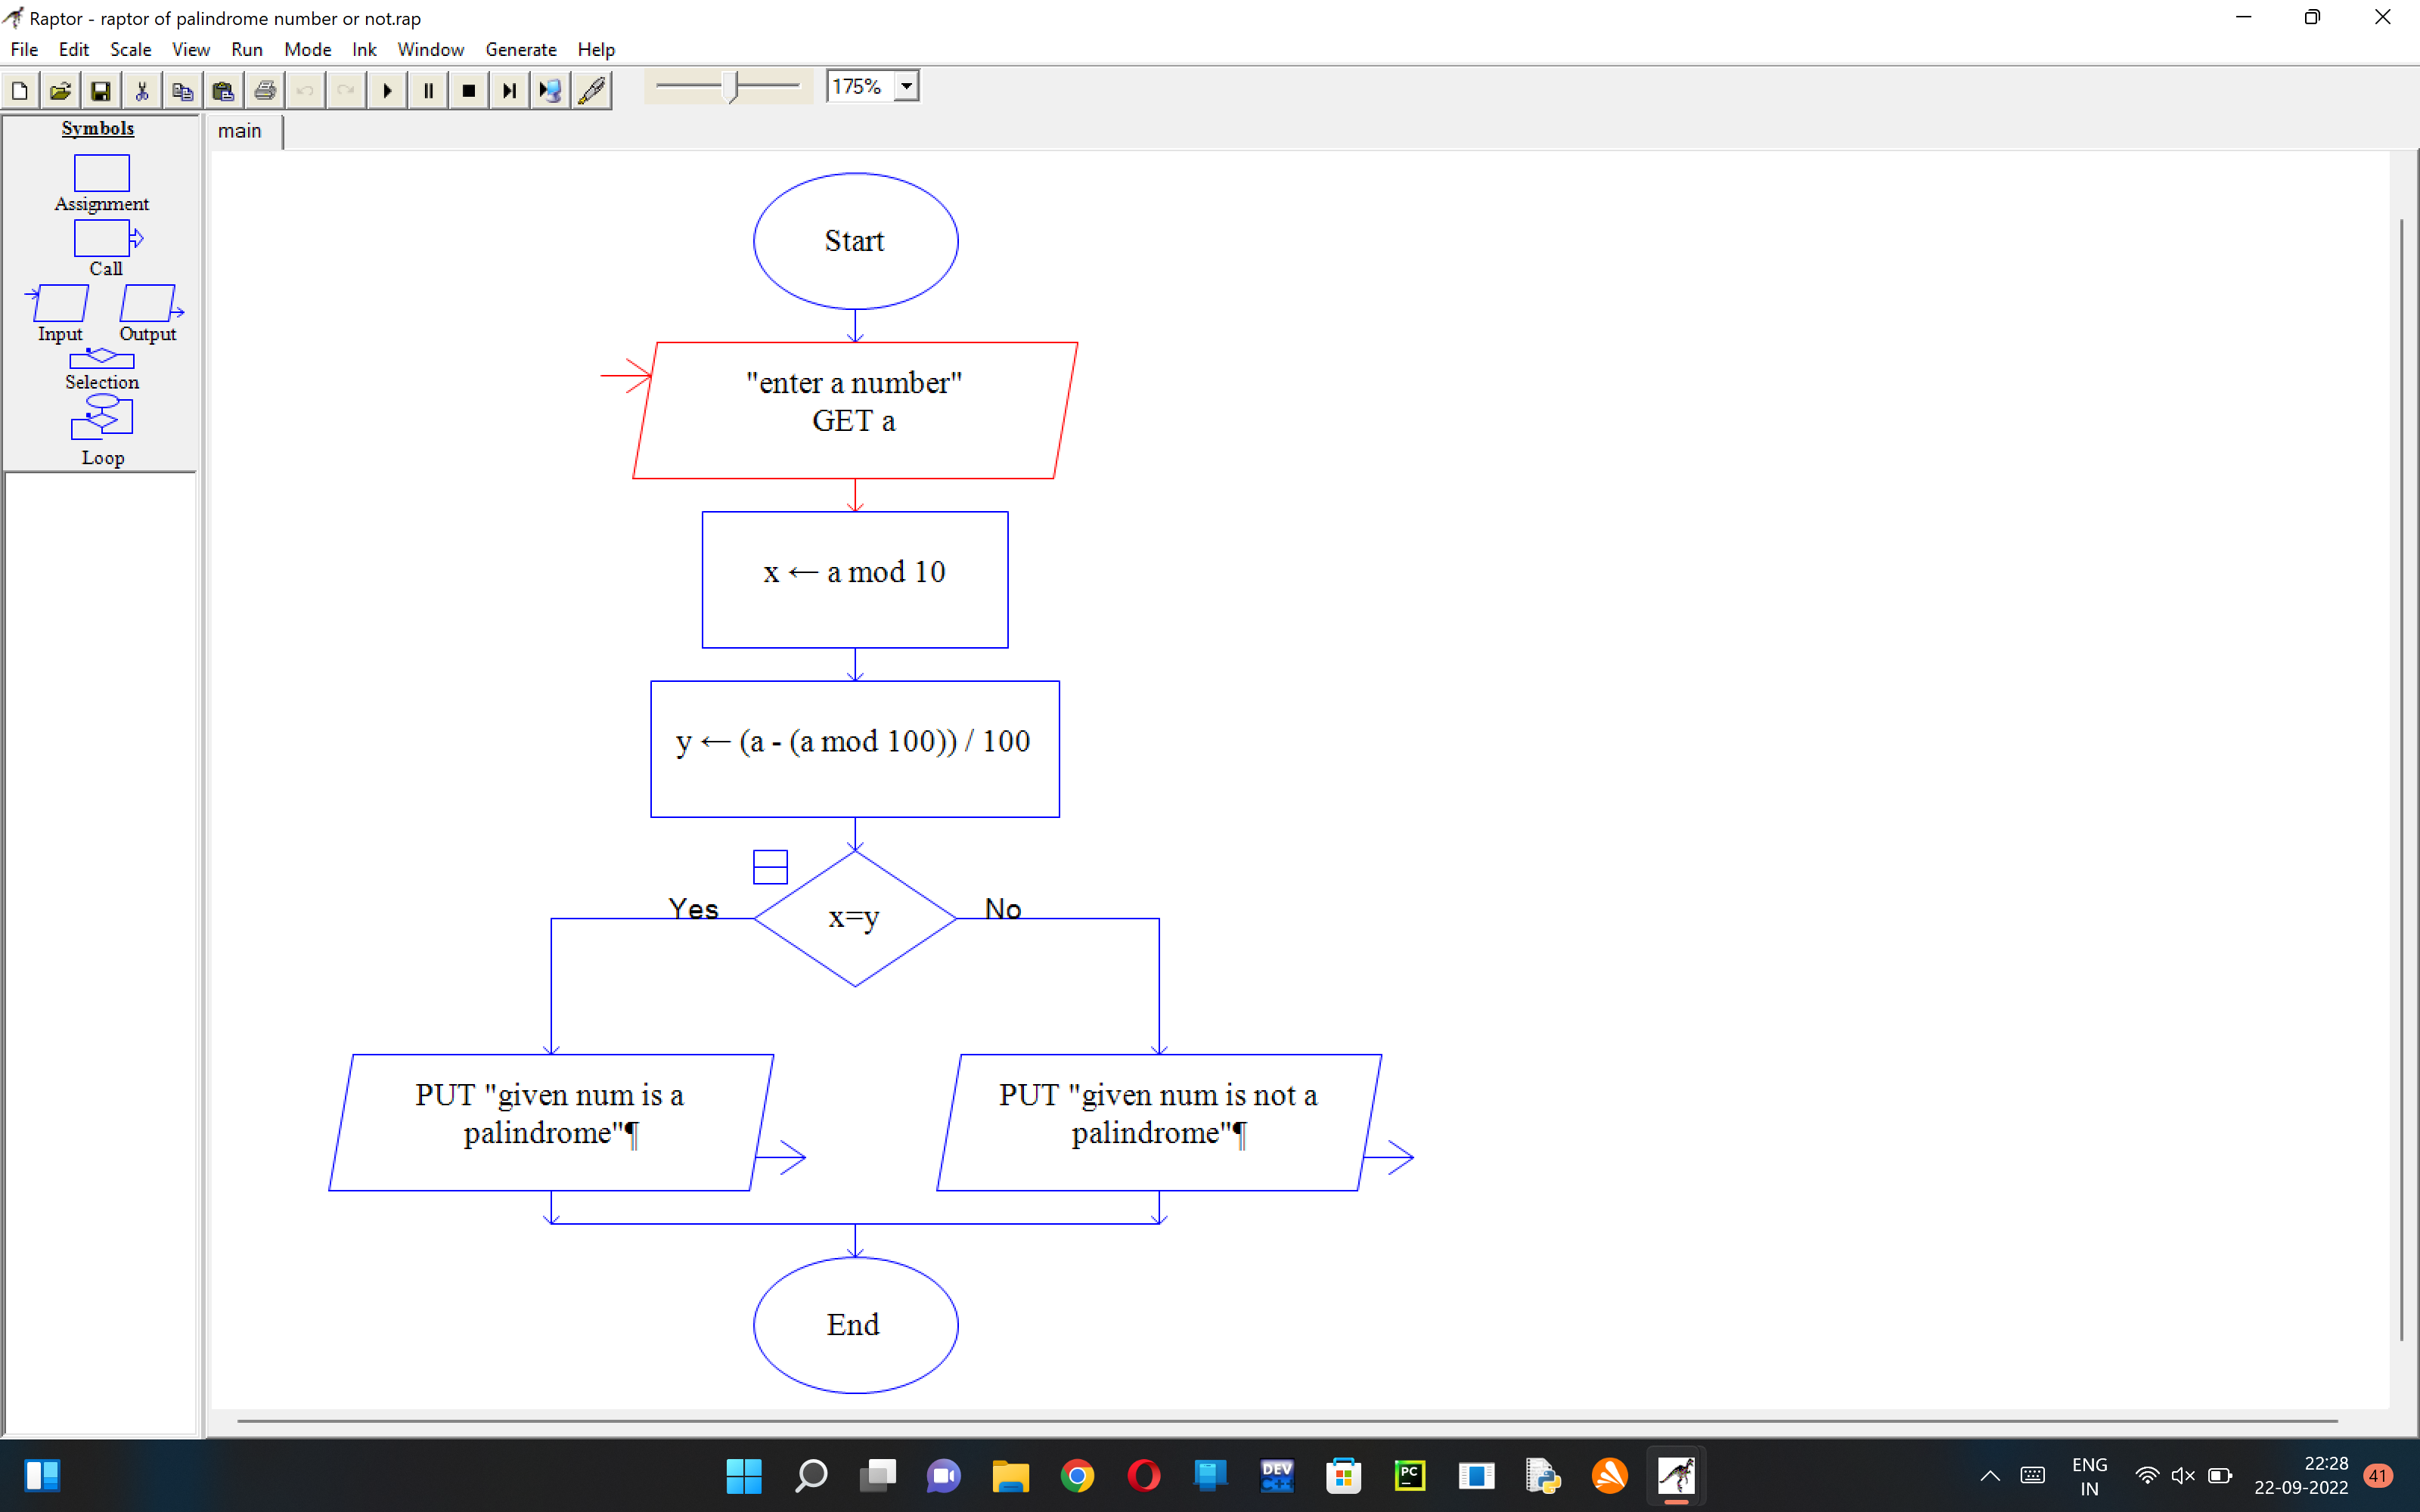 Raptor - raptor of palindrome number or not.rap
File Edit Scale View Run Mode Ink Window Generate Help
175%
Symbols
Assignment
Call
Input Output
Selection
Loop
main
Start
"enter a number"
GET a
x ← a mod 10
y ← (a - (a mod 100)) / 100
Yes
x=y
No
PUT "given num is a
palindrome"¶
PUT "given num is not a
palindrome"¶
End
DEV
C++
PC
ENG
IN
22:28
22-09-2022
41